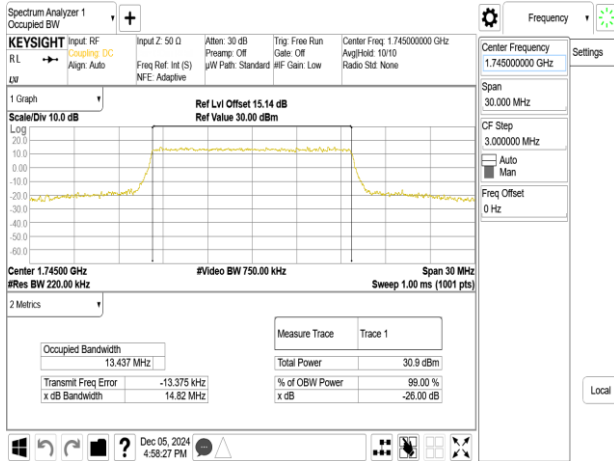 Spectrum Analyzer 1
Occupied BW
Frequency
KEYSIGHT
RL
Input: RF
Coupling: DC
Align: Auto
Input Z: 50 Ω
Freq Ref: Int (S)
NFE: Adaptive
Atten: 30 dB
Preamp: Off
µW Path: Standard
Trig: Free Run
Gate: Off
#IF Gain: Low
Center Freq: 1.745000000 GHz
Avg|Hold: 10/10
Radio Std: None
Center Frequency
1.745000000 GHz
Settings
Span
30.000 MHz
CF Step
3.000000 MHz
Auto
Man
Freq Offset
0 Hz
Local
1 Graph
Scale/Div 10.0 dB
Ref Lvl Offset 15.14 dB
Ref Value 30.00 dBm
Log
20.0
10.0
0.00
-10.0
-20.0
-30.0
-40.0
-50.0
-60.0
Center 1.74500 GHz
#Video BW 750.00 kHz
Span 30 MHz
#Res BW 220.00 kHz
Sweep 1.00 ms (1001 pts)
2 Metrics
Measure Trace Trace 1
Occupied Bandwidth
13.437 MHz
Total Power 30.9 dBm
Transmit Freq Error -13.375 kHz
% of OBW Power 99.00 %
x dB Bandwidth 14.82 MHz
x dB -26.00 dB
?
Dec 05, 2024
4:58:27 PM